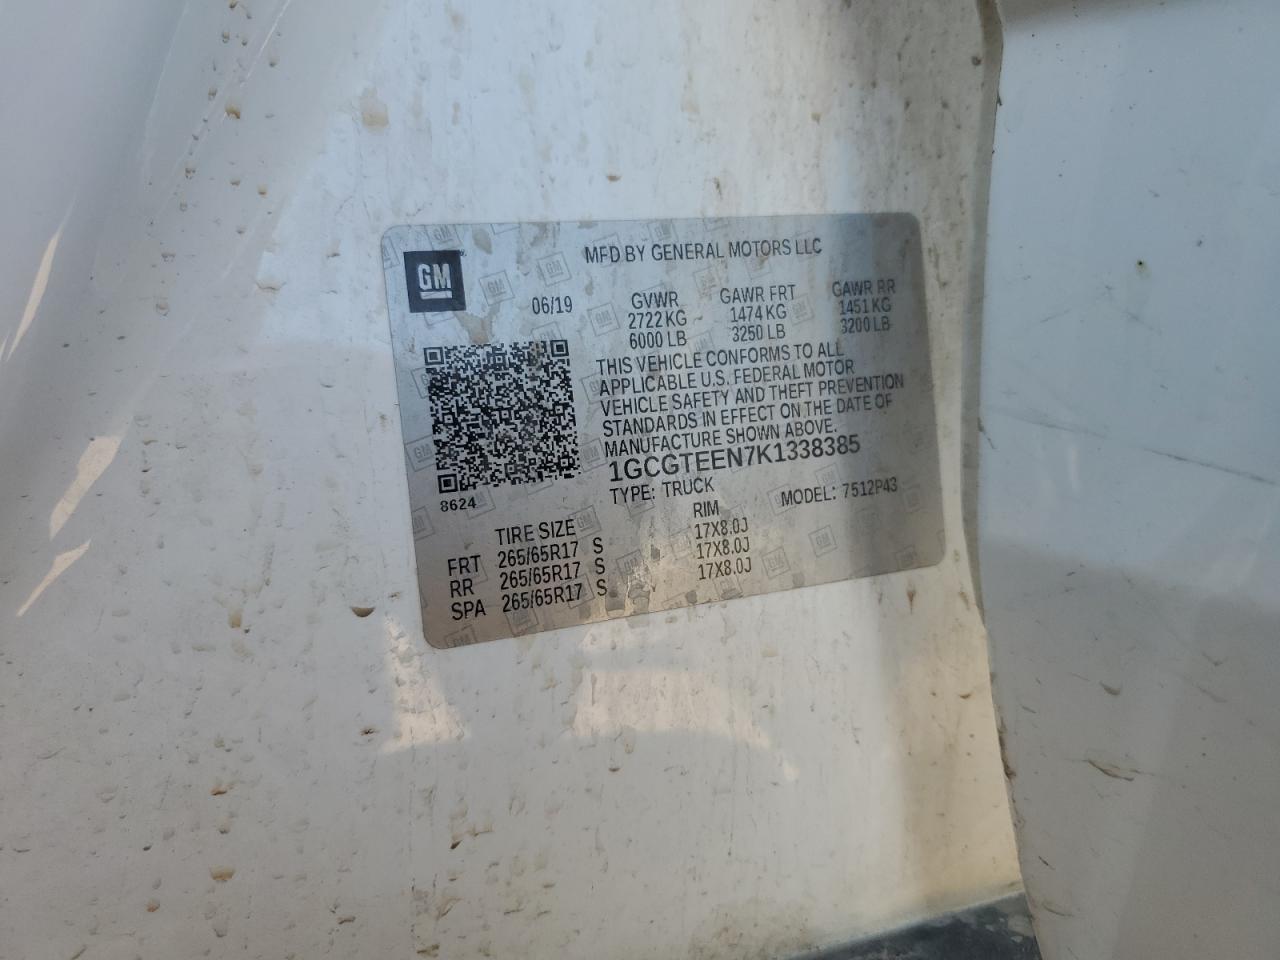 GM
MFD BY GENERAL MOTORS LLC
06/19
GVWR GAWR FRT GAWR RR
2722 KG 1474 KG 1451 KG
6000 LB 3250 LB 3200 LB
THIS VEHICLE CONFORMS TO ALL
APPLICABLE U.S. FEDERAL MOTOR
VEHICLE SAFETY AND THEFT PREVENTION
STANDARDS IN EFFECT ON THE DATE OF
MANUFACTURE SHOWN ABOVE.
1GCGTEEN7K1338385
TYPE: TRUCK MODEL: 7512P43
8624
TIRE SIZE RIM
FRT 265/65R17 S 17X8.0J
RR 265/65R17 S 17X8.0J
SPA 265/65R17 S 17X8.0J